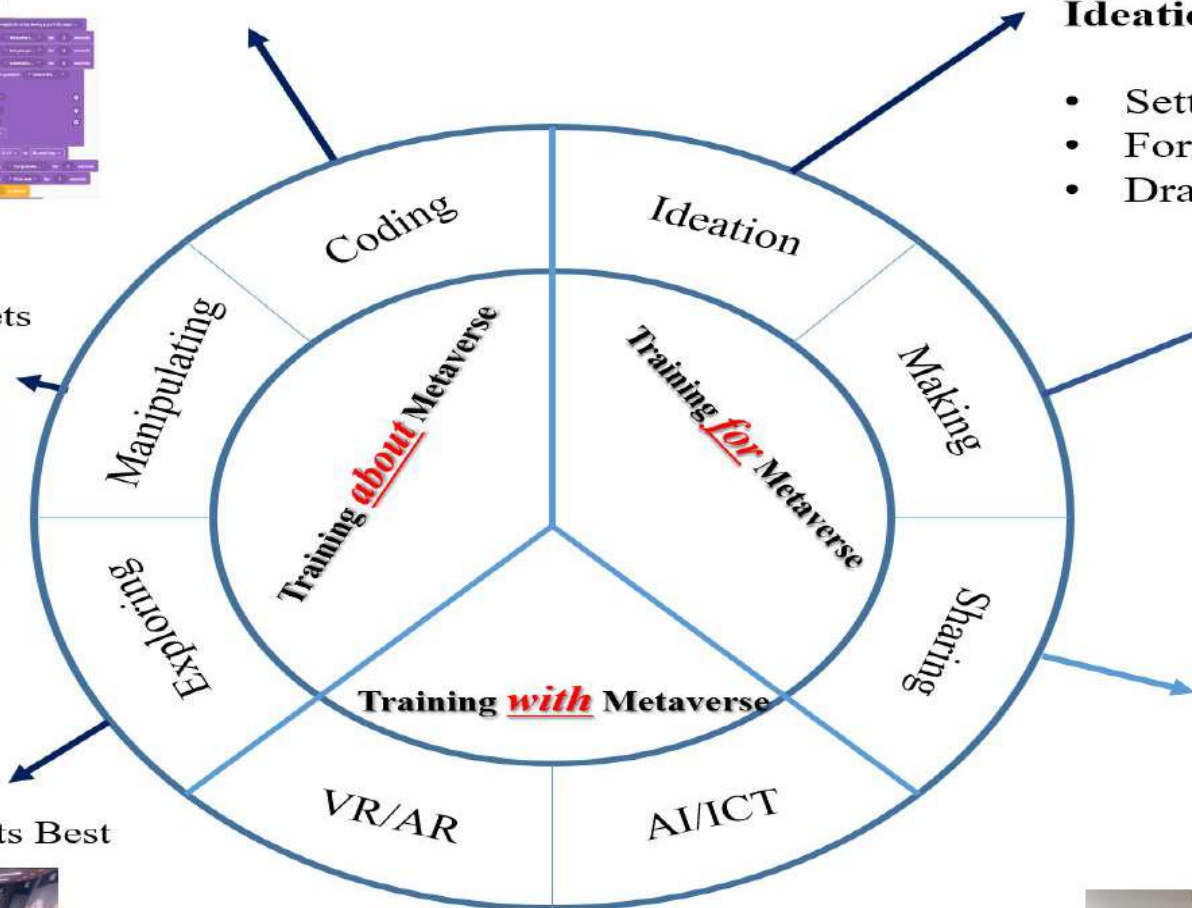 Ideatio
• Sett
• For
• Dra
Coding
Ideation
Manipulating
Making
Exploring
Sharing
VR/AR
AI/ICT
Training about Metaverse
Training for Metaverse
Training with Metaverse
ets
ts Best